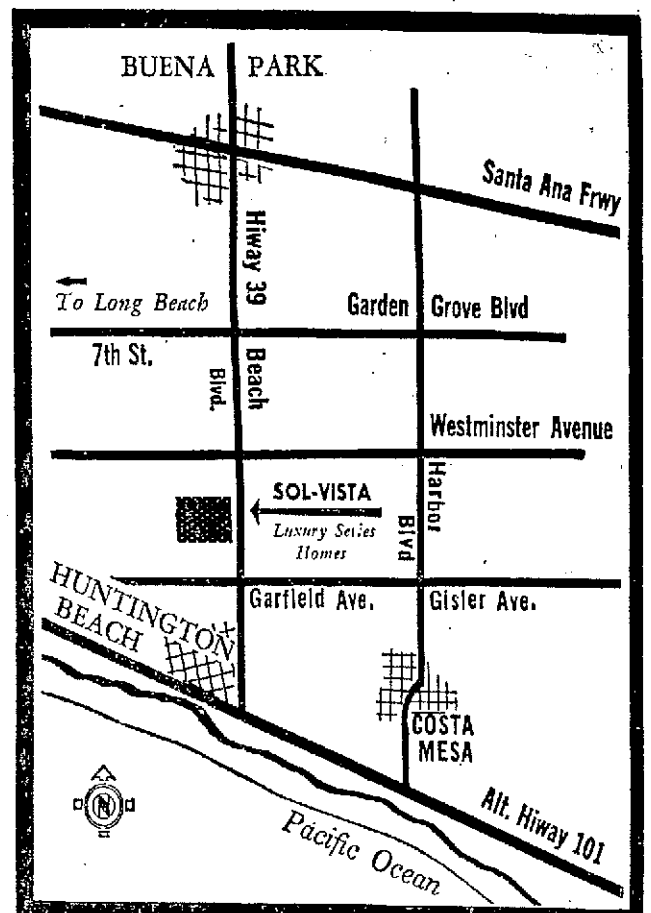 BUENA PARK
Santa Ana Frwy
Hiway 39
To Long Beach
Garden Grove Blvd
7th St.
Beach
Blvd.
Westminster Avenue
Harbor
Blvd
SOL-VISTA
Luxury Series
Homes
HUNTINGTON
BEACH
Garfield Ave.
Gisler Ave.
COSTA
MESA
N
Alt. Hiway 101
Pacific Ocean